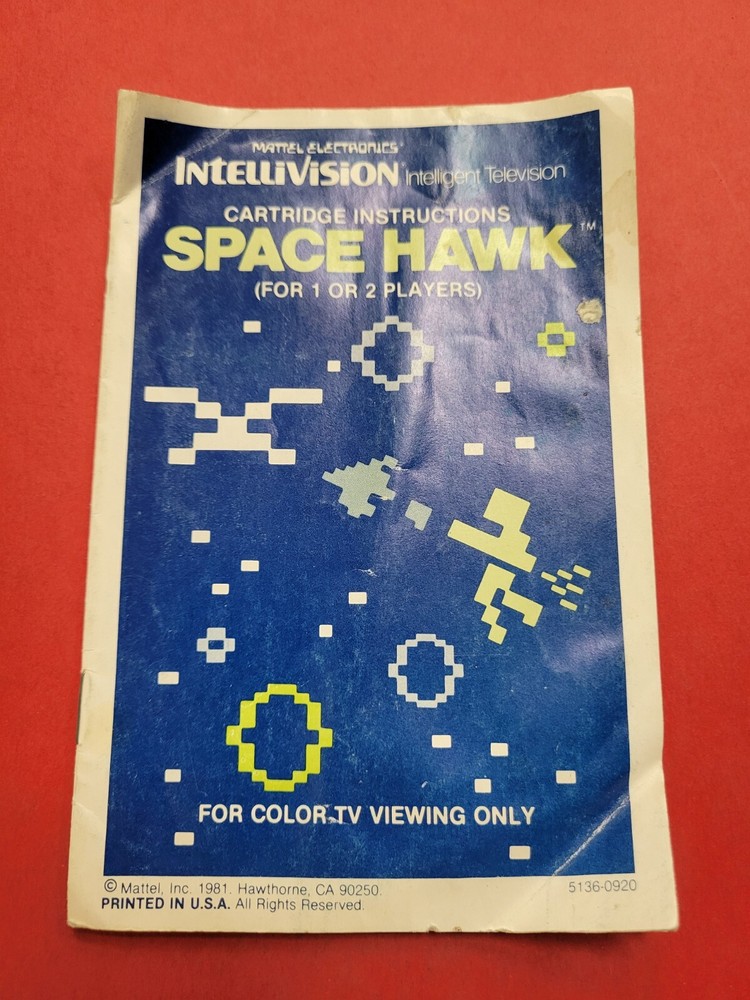 MATTEL ELECTRONICS®
INTELLIVISION® Intelligent Television
CARTRIDGE INSTRUCTIONS
SPACE HAWK™
(FOR 1 OR 2 PLAYERS)
FOR COLOR TV VIEWING ONLY
© Mattel, Inc. 1981. Hawthorne, CA 90250. 5136-0920
PRINTED IN U.S.A. All Rights Reserved.